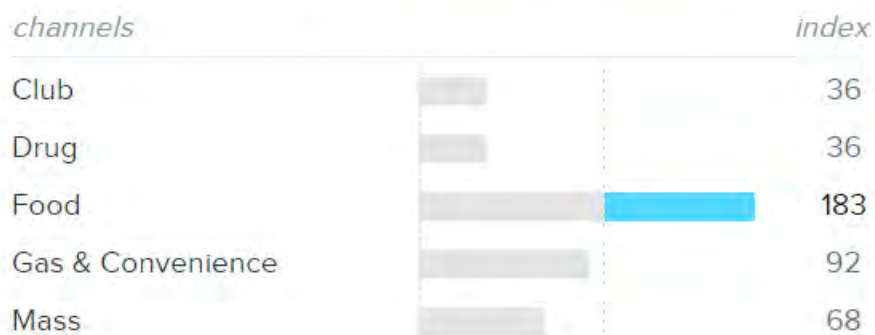 channels index
Club 36
Drug 36
Food 183
Gas & Convenience 92
Mass 68